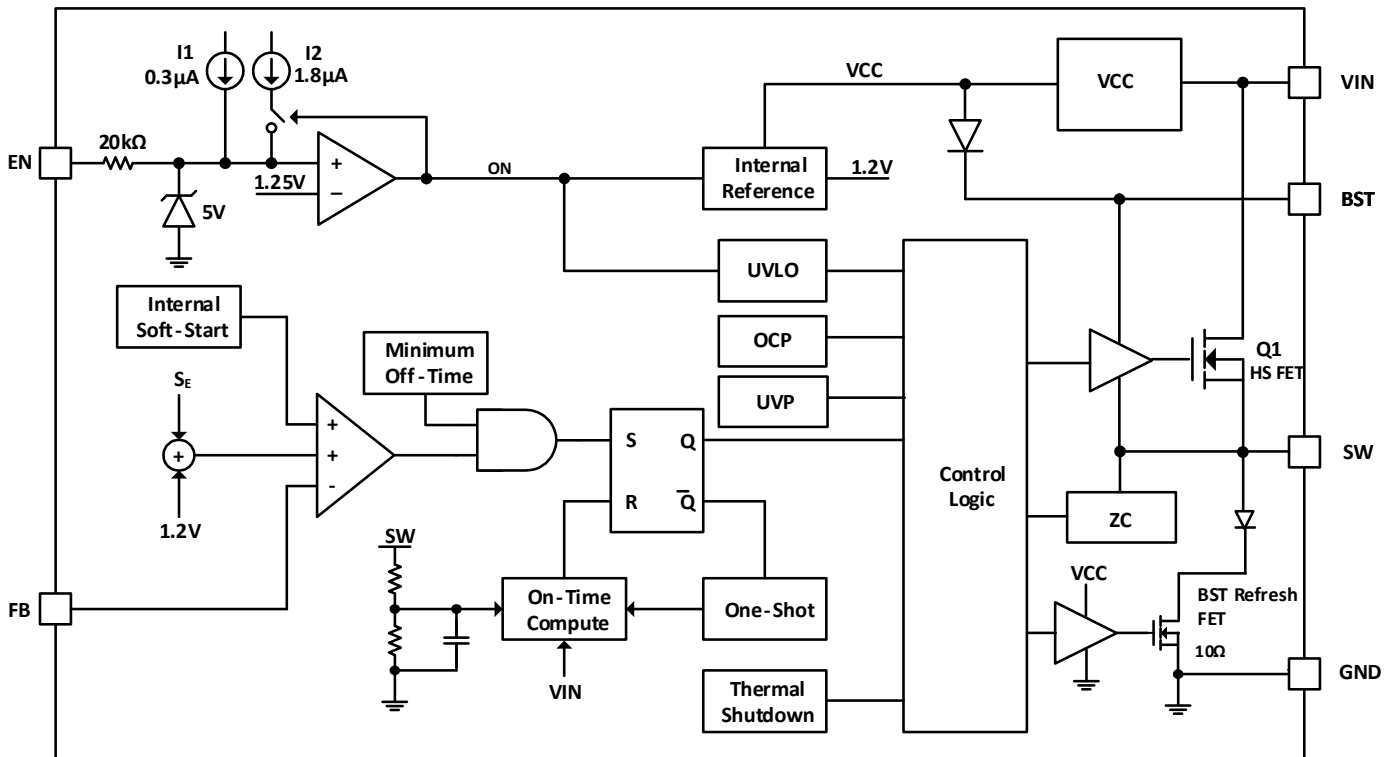 I1
0.3µA
I2
1.8µA
VCC
VCC
VIN
EN
20kΩ
+
1.25V
−
ON
5V
Internal
Reference
1.2V
BST
UVLO
Internal
Soft-Start
OCP
Minimum
Off-Time
Q1
HS FET
SE
UVP
+
+
+
-
S
Q
R
Q̅
Control
Logic
SW
ZC
1.2V
SW
FB
On-Time
Compute
One-Shot
VCC
BST Refresh
FET
10Ω
VIN
Thermal
Shutdown
GND